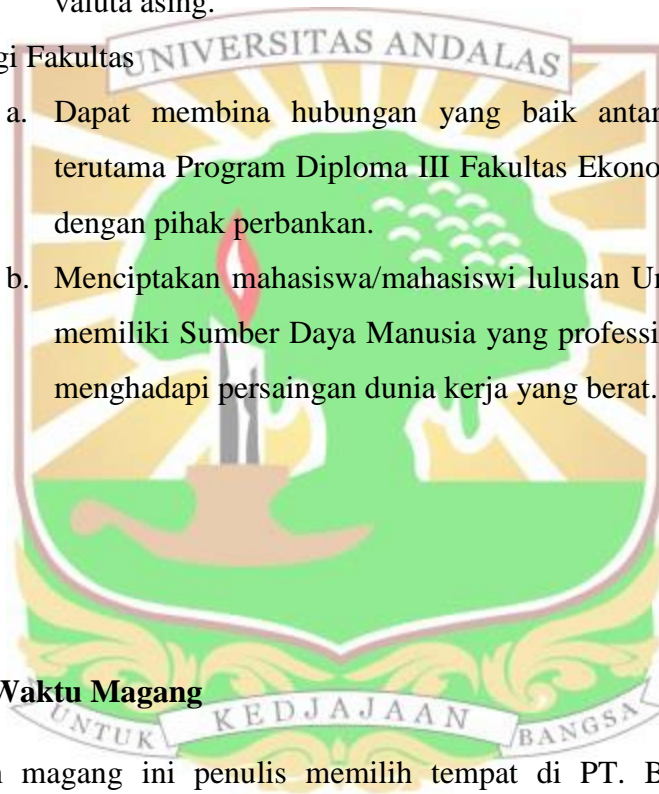 valuta asing.
gi Fakultas
UNIVERSITAS ANDALAS
a. Dapat membina hubungan yang baik antar
terutama Program Diploma III Fakultas Ekono
dengan pihak perbankan.
b. Menciptakan mahasiswa/mahasiswi lulusan Un
memiliki Sumber Daya Manusia yang professi
menghadapi persaingan dunia kerja yang berat.
Waktu Magang
UNTUK KEDJAJAAN BANGSA
magang ini penulis memilih tempat di PT. B